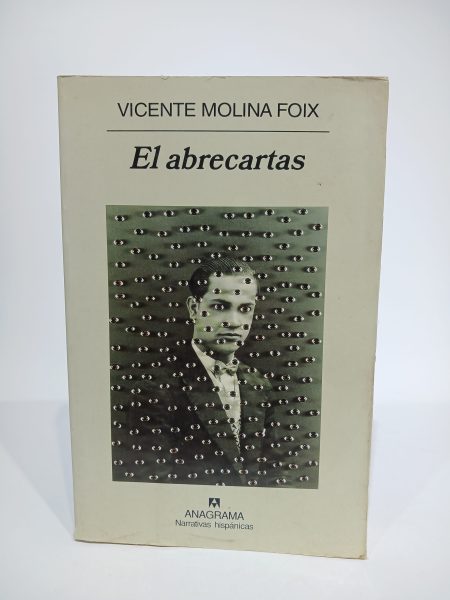 VICENTE MOLINA FOIX
El abrecartas
ANAGRAMA
Narrativas hispánicas